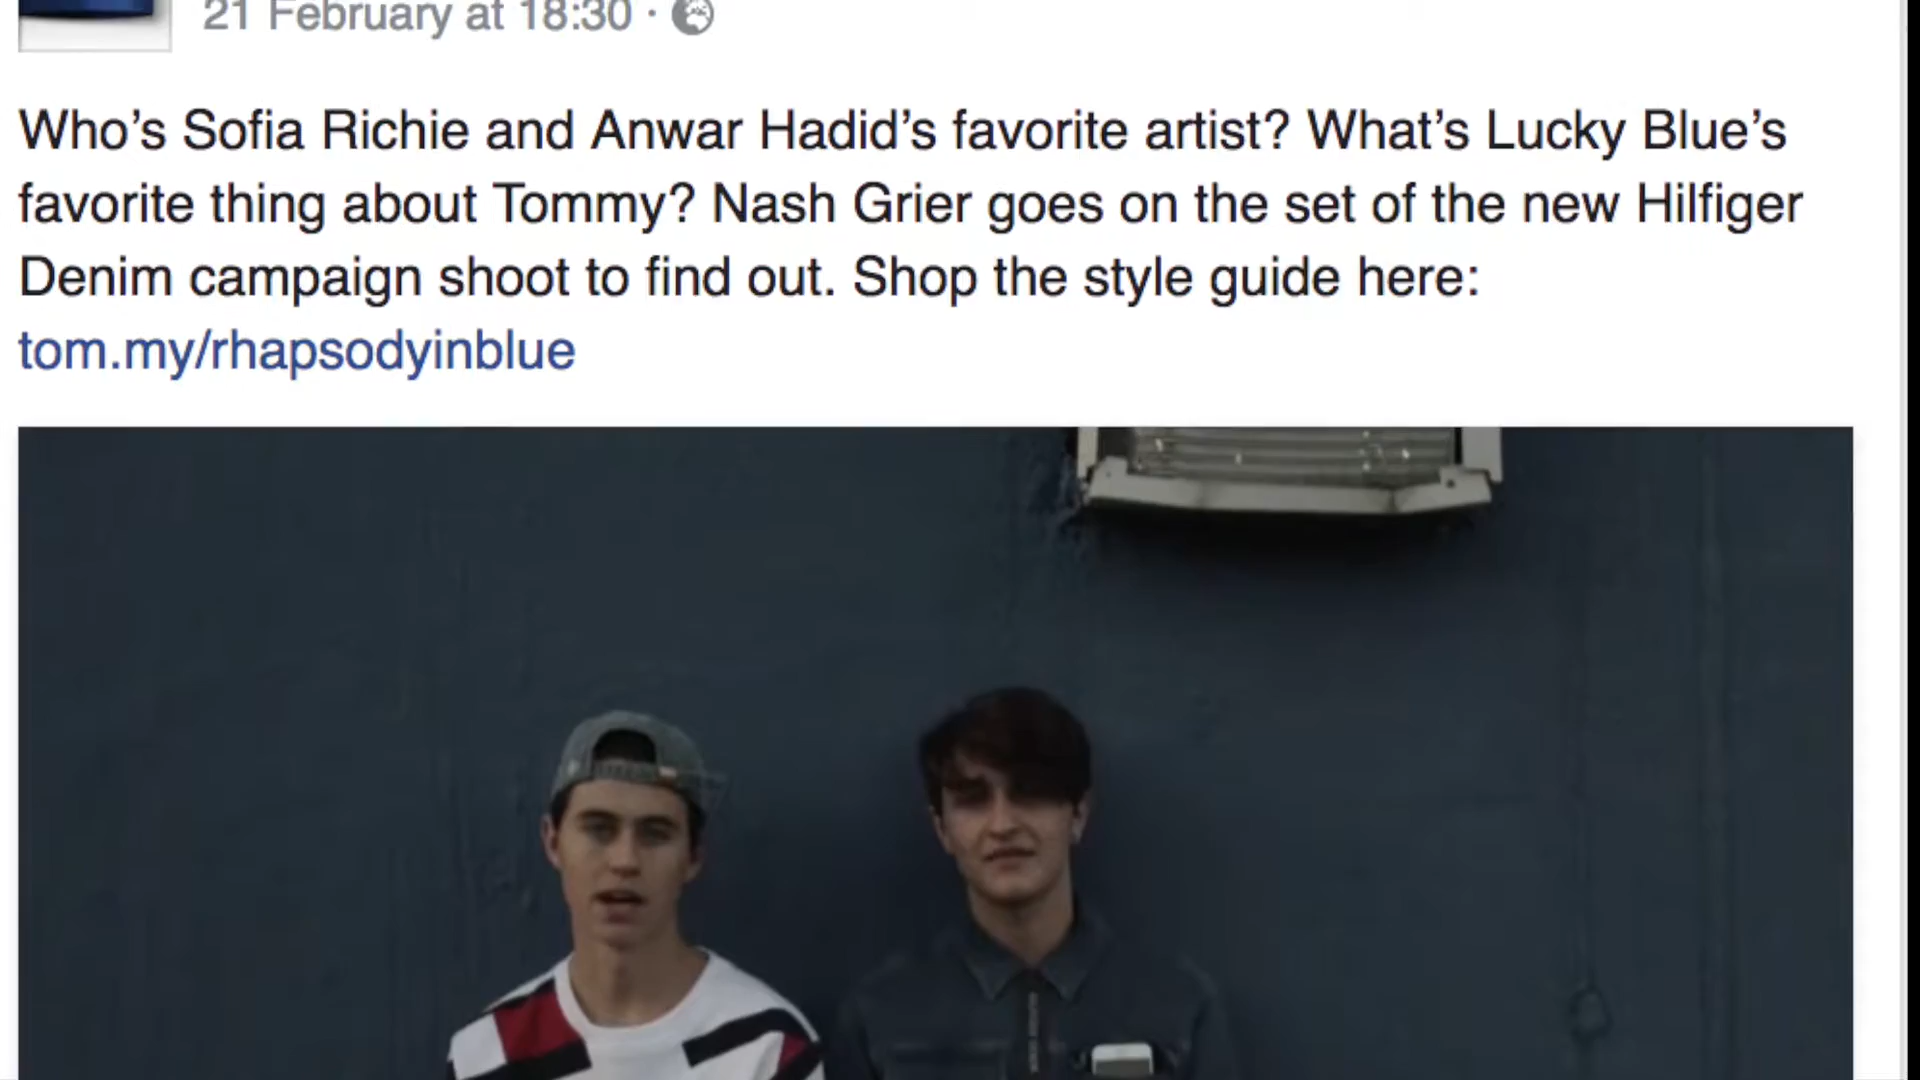 21 February at 18:30 ·
Who’s Sofia Richie and Anwar Hadid’s favorite artist? What’s Lucky Blue’s
favorite thing about Tommy? Nash Grier goes on the set of the new Hilfiger
Denim campaign shoot to find out. Shop the style guide here:
tom.my/rhapsodyinblue